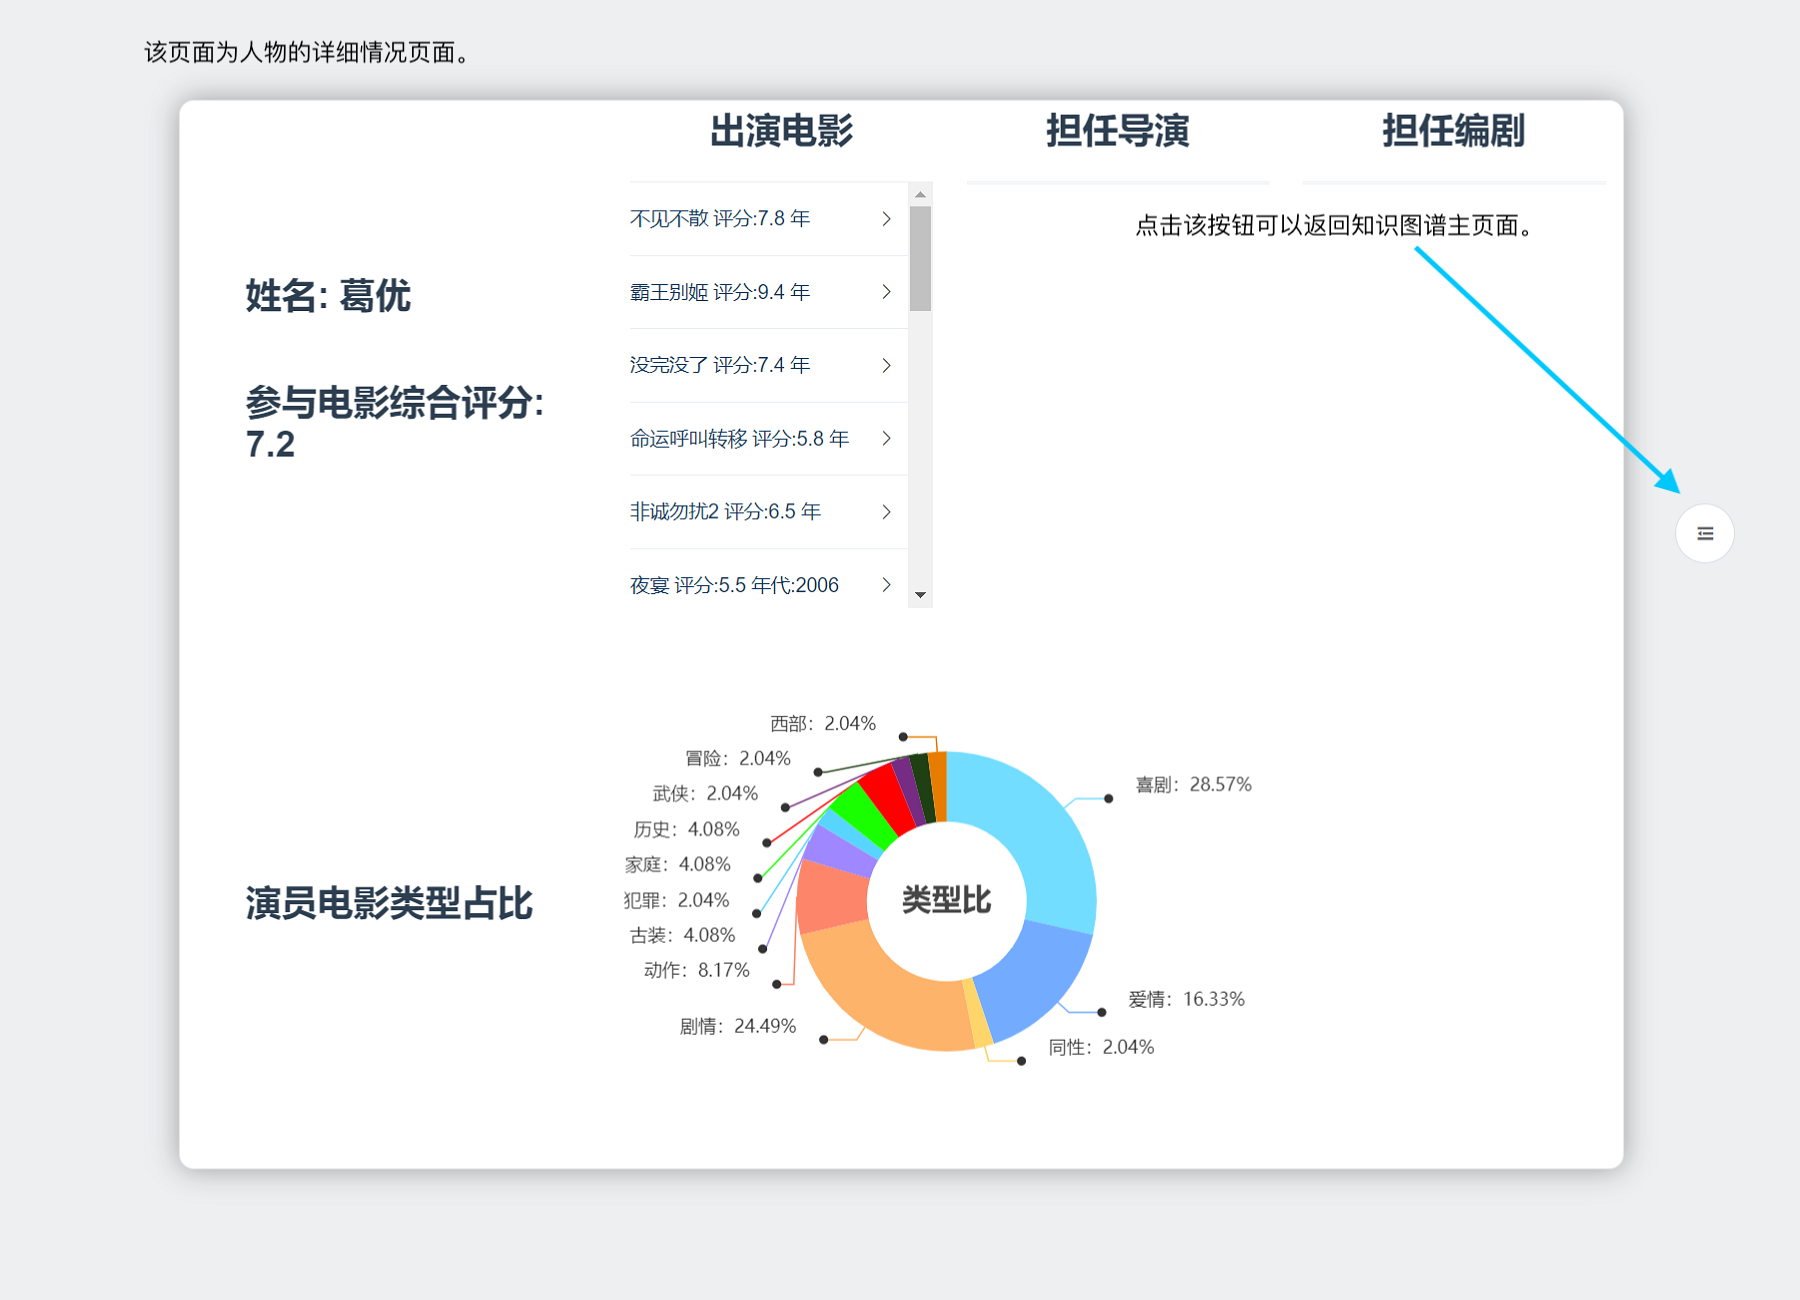 该页面为人物的详细情况页面。
出演电影
担任导演
担任编剧
不见不散 评分:7.8 年
霸王别姬 评分:9.4 年
没完没了 评分:7.4 年
命运呼叫转移 评分:5.8 年
非诚勿扰2 评分:6.5 年
夜宴 评分:5.5 年代:2006
点击该按钮可以返回知识图谱主页面。
姓名: 葛优
参与电影综合评分:
7.2
演员电影类型占比
西部：2.04%
冒险：2.04%
武侠：2.04%
历史：4.08%
家庭：4.08%
犯罪：2.04%
古装：4.08%
动作：8.17%
剧情：24.49%
类型比
喜剧：28.57%
爱情：16.33%
同性：2.04%